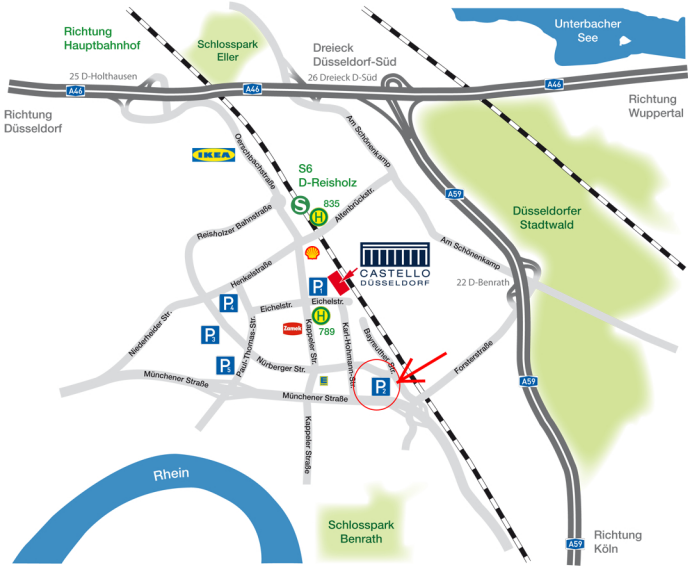 Richtung
Hauptbahnhof
Schlosspark
Eller
Dreieck
Düsseldorf-Süd
Unterbacher
See
25 D-Holthausen
26 Dreieck D-Süd
A46
A46
A46
Richtung
Düsseldorf
Richtung
Wuppertal
IKEA
Oerschbachstraße
Am Schönenkamp
S6
D-Reisholz
S
H
835
A59
Altenbrückstr.
Reisholzer Bahnstraße
Düsseldorfer
Stadtwald
Am Schönenkamp
CASTELLO
DÜSSELDORF
22 D-Benrath
Henkelstraße
P1
Eichelstr.
Eichelstr.
H
789
Niederheider Str.
P3
Zamek
Kappeler Str.
Karl-Hohmann-Str.
Bayreuther Str.
Paul-Thomas-Str.
P5
Nürberger Str.
Forsterstraße
E
P2
A59
Münchener Straße
Münchener Straße
Kappeler Straße
Rhein
Schlosspark
Benrath
A59
Richtung
Köln